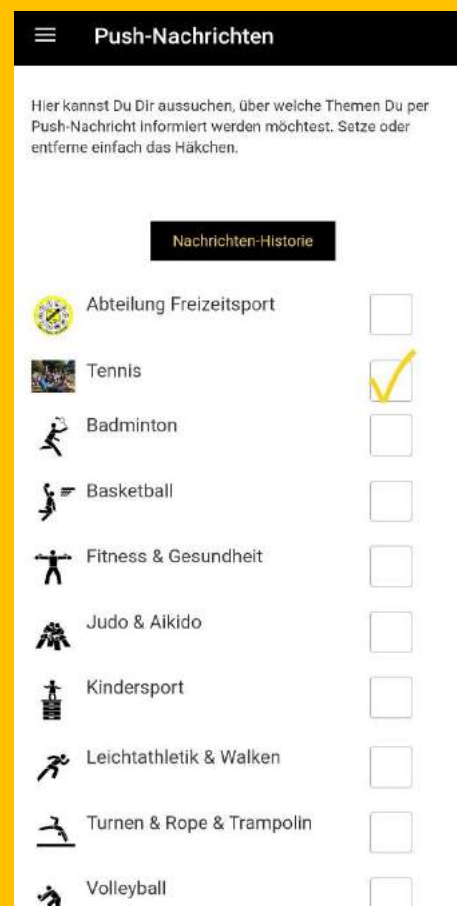 Push-Nachrichten
Hier kannst Du Dir aussuchen, über welche Themen Du per
Push-Nachricht informiert werden möchtest. Setze oder
entferne einfach das Häkchen.
Nachrichten-Historie
Abteilung Freizeitsport
Tennis
Badminton
Basketball
Fitness & Gesundheit
Judo & Aikido
Kindersport
Leichtathletik & Walken
Turnen & Rope & Trampolin
Volleyball